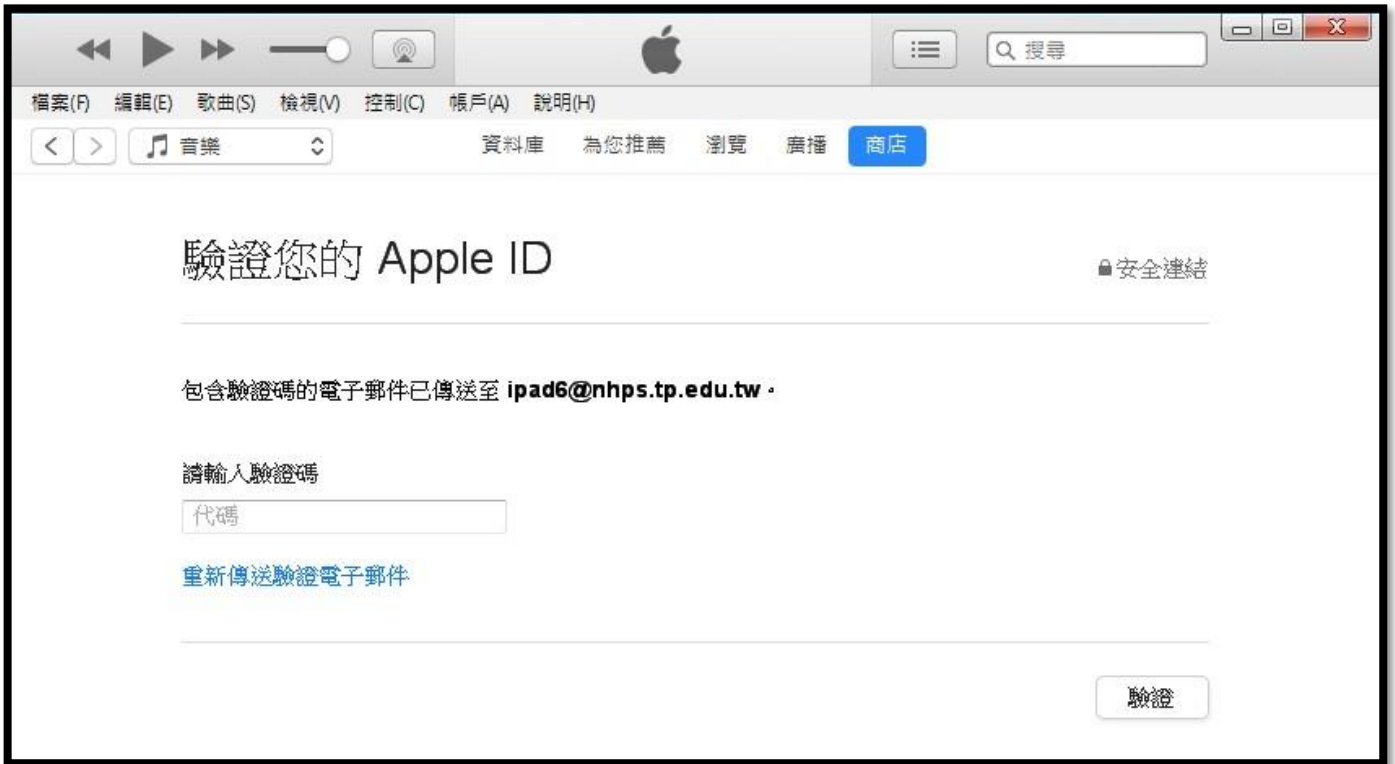 搜尋
檔案(F) 編輯(E) 歌曲(S) 檢視(V) 控制(C) 帳戶(A) 說明(H)
音樂 資料庫 為您推薦 瀏覽 廣播 商店
驗證您的 Apple ID
安全連結
包含驗證碼的電子郵件已傳送至 ipad6@nhps.tp.edu.tw。
請輸入驗證碼
代碼
重新傳送驗證電子郵件
驗證